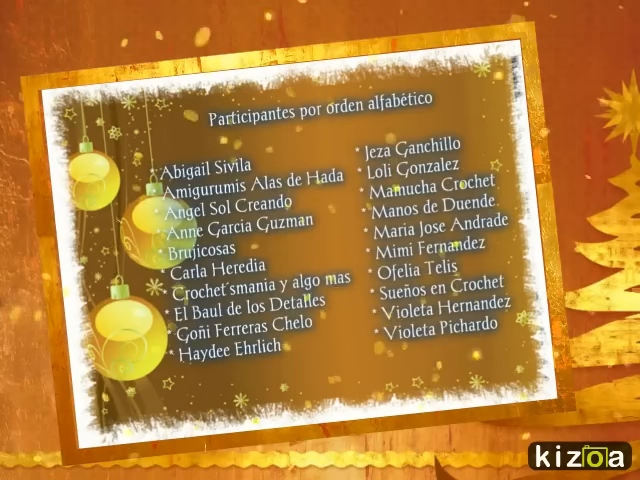 Participantes por orden alfabético
* Abigail Sivila
* Amigurumis Alas de Hada
* Angel Sol Creando
* Anne Garcia Guzman
* Brujicosas
* Carla Heredia
* Crochet´smania y algo mas
* El Baul de los Detalles
* Goñi Ferreras Chelo
* Haydee Ehrlich
* Jeza Ganchillo
* Loli Gonzalez
* Mamucha Crochet
* Manos de Duende
* Maria Jose Andrade
* Mimi Fernandez
* Ofelia Telis
* Sueños en Crochet
* Violeta Hernandez
* Violeta Pichardo
kizoa